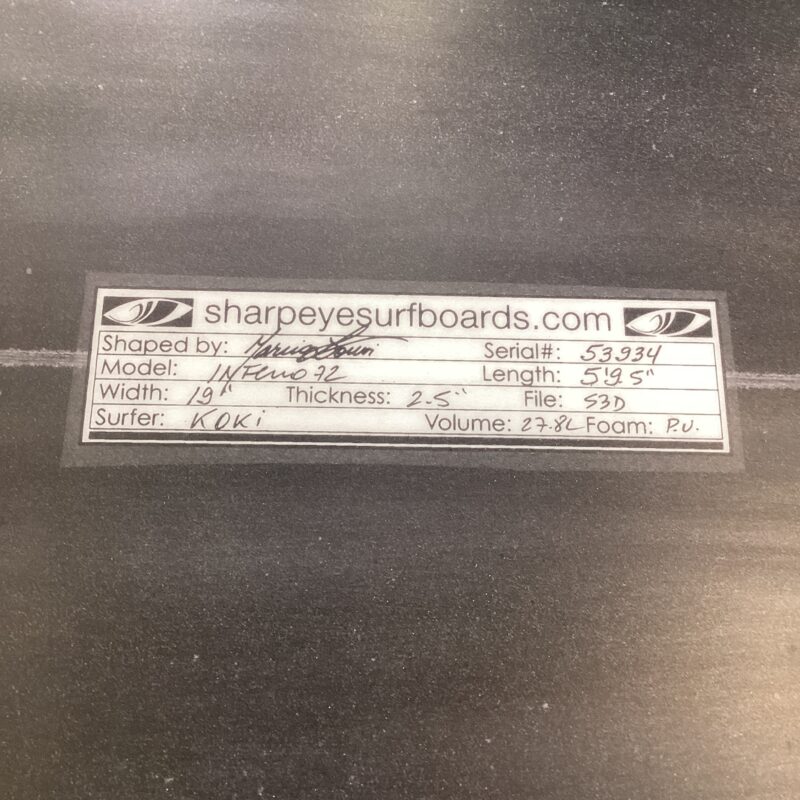 sharpeyesurfboards.com
Shaped by: Serial#: 53934
Model: INFERNO 72 Length: 5'9.5"
Width: 19" Thickness: 2.5" File: S3D
Surfer: KOKi Volume: 27.8L Foam: P.U.